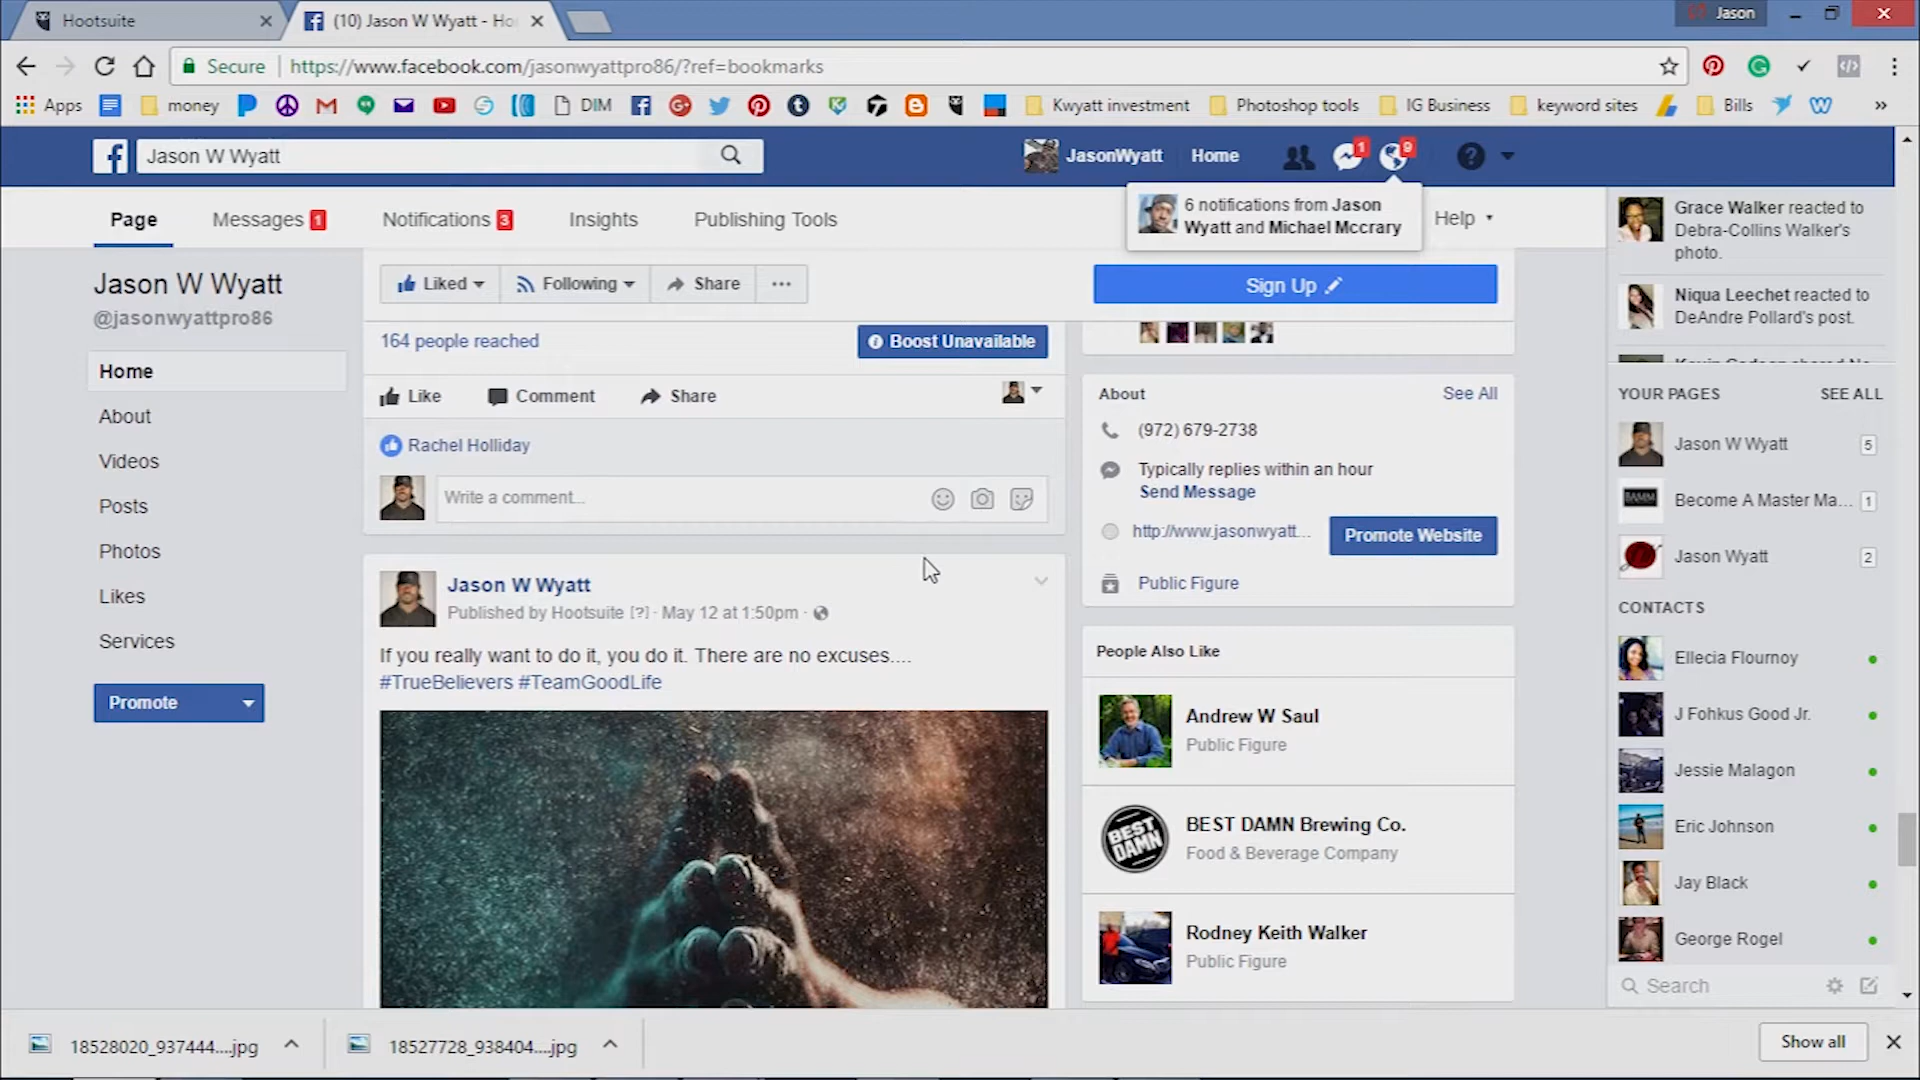 Hootsuite
(10) Jason W Wyatt - Ho
Jason
Secure
https://www.facebook.com/jasonwyattpro86/?ref=bookmarks
Apps
money
DIM
Kwyatt investment
Photoshop tools
IG Business
keyword sites
Bills
»
Jason W Wyatt
JasonWyatt
Home
1
9
Page
Messages 1
Notifications 3
Insights
Publishing Tools
6 notifications from Jason
Wyatt and Michael Mccrary
Help
Jason W Wyatt
@jasonwyattpro86
Home
About
Videos
Posts
Photos
Likes
Services
Promote
Liked
Following
Share
Sign Up
164 people reached
Boost Unavailable
Like
Comment
Share
Rachel Holliday
Write a comment...
Jason W Wyatt
Published by Hootsuite [?] · May 12 at 1:50pm ·
If you really want to do it, you do it. There are no excuses....
#TrueBelievers #TeamGoodLife
About
See All
(972) 679-2738
Typically replies within an hour
Send Message
http://www.jasonwyatt...
Promote Website
Public Figure
People Also Like
Andrew W Saul
Public Figure
BEST DAMN
BEST DAMN Brewing Co.
Food & Beverage Company
Rodney Keith Walker
Public Figure
Grace Walker reacted to
Debra-Collins Walker's
photo.
Niqua Leechet reacted to
DeAndre Pollard's post.
YOUR PAGES
SEE ALL
Jason W Wyatt
5
BAMM
Become A Master Ma...
1
Jason Wyatt
2
CONTACTS
Ellecia Flournoy
J Fohkus Good Jr.
Jessie Malagon
Eric Johnson
Jay Black
George Rogel
Search
18528020_937444....jpg
18527728_938404....jpg
Show all